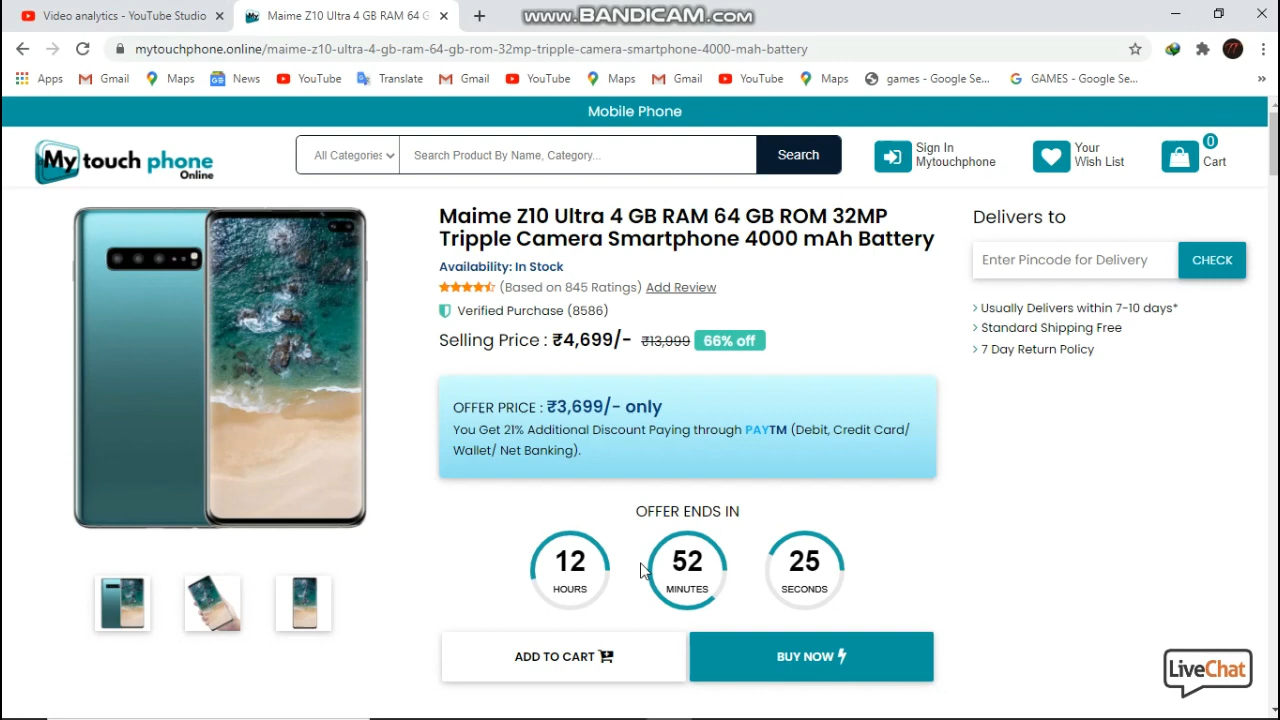 Video analytics - YouTube Studio
Maime Z10 Ultra 4 GB RAM 64 G
www.BANDICAM.com
mytouchphone.online/maime-z10-ultra-4-gb-ram-64-gb-rom-32mp-tripple-camera-smartphone-4000-mah-battery
Apps Gmail Maps News YouTube Translate Gmail YouTube Maps Gmail YouTube Maps games - Google Se... GAMES - Google Se... »
Mobile Phone
My touch phone
Online
All Categories
Search Product By Name, Category...
Search
Sign In
Mytouchphone
Your
Wish List
0
Cart
Maime Z10 Ultra 4 GB RAM 64 GB ROM 32MP
Tripple Camera Smartphone 4000 mAh Battery
Availability: In Stock
(Based on 845 Ratings) Add Review
Verified Purchase (8586)
Selling Price : ₹4,699/- ₹13,999 66% off
OFFER PRICE : ₹3,699/- only
You Get 21% Additional Discount Paying through PAYTM (Debit, Credit Card/
Wallet/ Net Banking).
OFFER ENDS IN
12
HOURS
52
MINUTES
25
SECONDS
ADD TO CART
BUY NOW
Delivers to
Enter Pincode for Delivery
CHECK
Usually Delivers within 7-10 days*
Standard Shipping Free
7 Day Return Policy
LiveChat